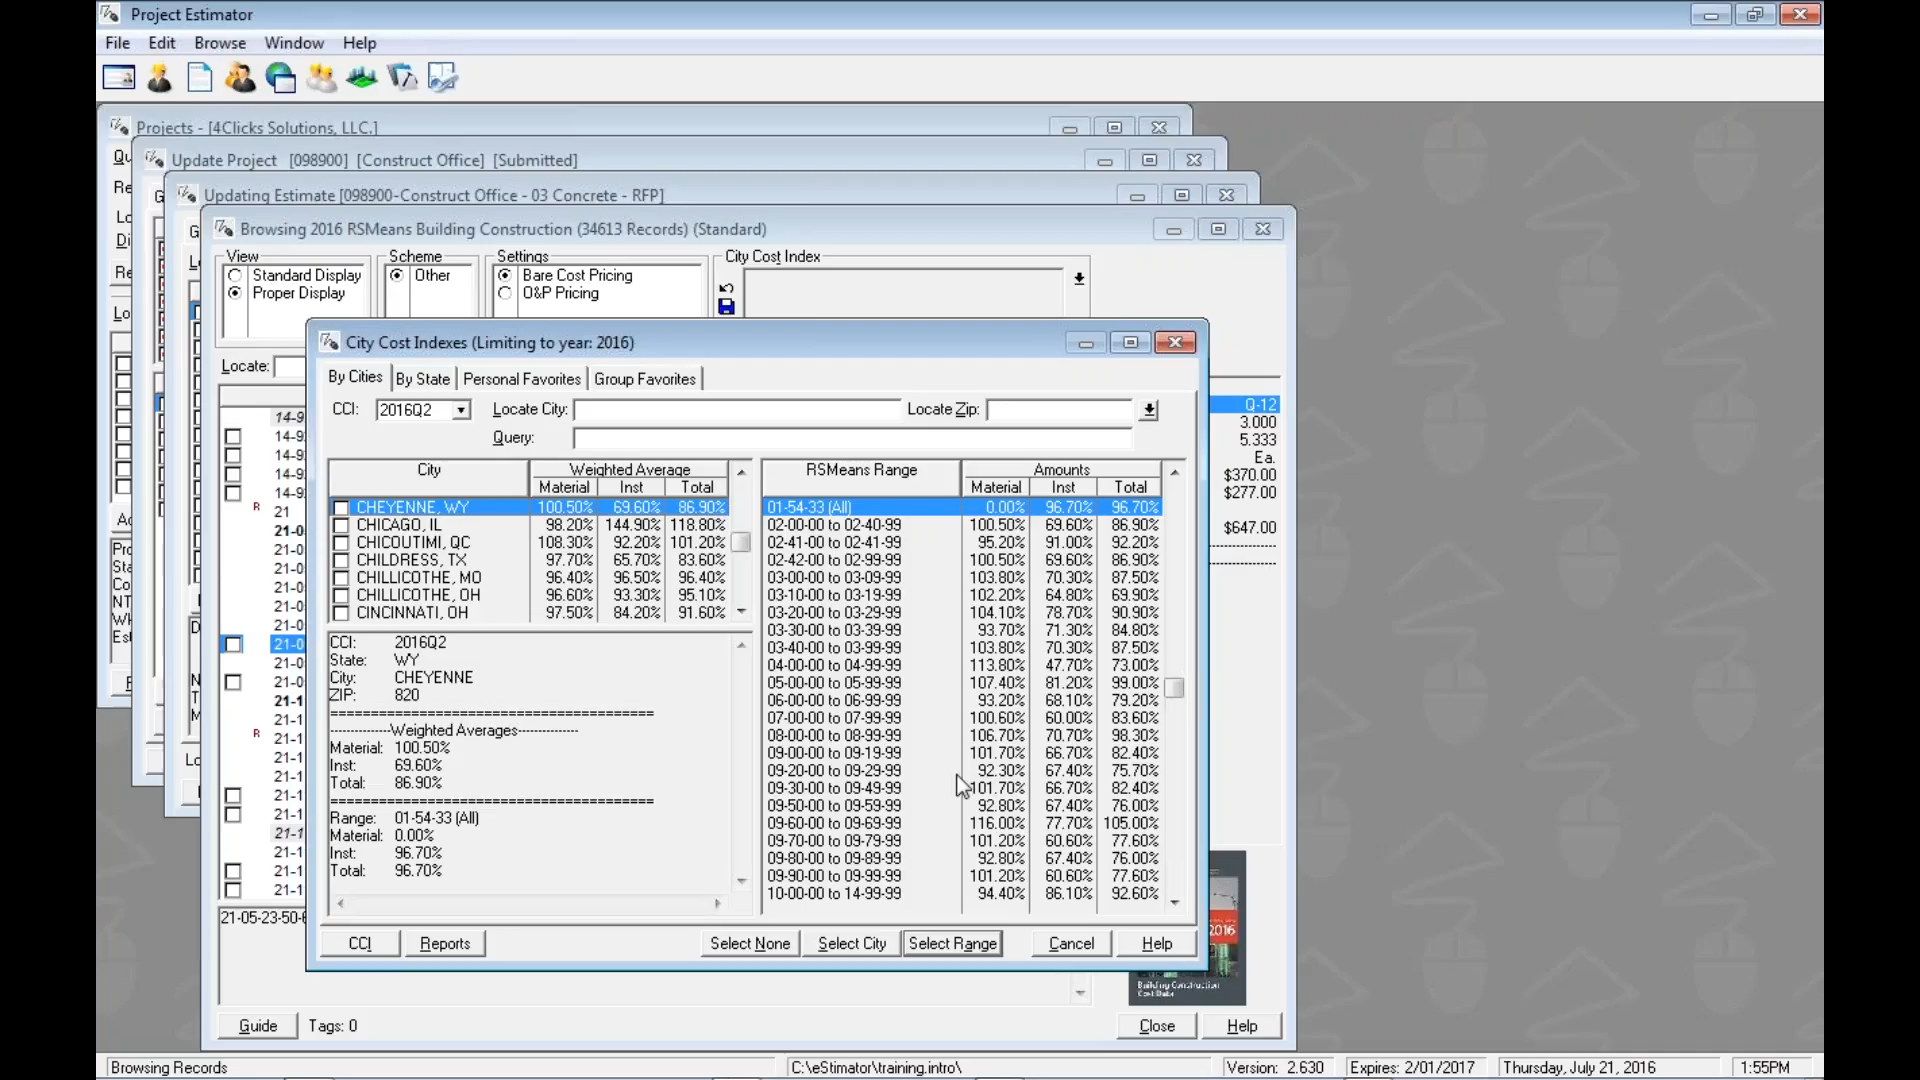 Project Estimator
File Edit Browse Window Help
Projects - [4Clicks Solutions, LLC.]
Update Project [098900] [Construct Office] [Submitted]
Updating Estimate [098900-Construct Office - 03 Concrete - RFP]
Browsing 2016 RSMeans Building Construction (34613 Records) (Standard)
View Scheme Settings City Cost Index
Standard Display Other Bare Cost Pricing
Proper Display O&P Pricing
Locate:
City Cost Indexes (Limiting to year: 2016)
By Cities By State Personal Favorites Group Favorites
CCI: 2016Q2 Locate City: Locate Zip:
Query:
City Weighted Average
Material Inst Total
CHEYENNE, WY 100.50% 69.60% 86.90%
CHICAGO, IL 98.20% 144.90% 118.80%
CHICOUTIMI, QC 108.30% 92.20% 101.20%
CHILDRESS, TX 97.70% 65.70% 83.60%
CHILLICOTHE, MO 96.40% 96.50% 96.40%
CHILLICOTHE, OH 96.60% 93.30% 95.10%
CINCINNATI, OH 97.50% 84.20% 91.60%
CCI: 2016Q2
State: WY
City: CHEYENNE
ZIP: 820
========================================
-------------Weighted Averages-------------
Material: 100.50%
Inst: 69.60%
Total: 86.90%
========================================
Range: 01-54-33 (All)
Material: 0.00%
Inst: 96.70%
Total: 96.70%
RSMeans Range Amounts
Material Inst Total
01-54-33 (All) 0.00% 96.70% 96.70%
02-00-00 to 02-40-99 100.50% 69.60% 86.90%
02-41-00 to 02-41-99 95.20% 91.00% 92.20%
02-42-00 to 02-99-99 100.50% 69.60% 86.90%
03-00-00 to 03-09-99 103.80% 70.30% 87.50%
03-10-00 to 03-19-99 102.20% 64.80% 69.90%
03-20-00 to 03-29-99 104.10% 78.70% 90.90%
03-30-00 to 03-39-99 93.70% 71.30% 84.80%
03-40-00 to 03-99-99 103.80% 70.30% 87.50%
04-00-00 to 04-99-99 113.80% 47.70% 73.00%
05-00-00 to 05-99-99 107.40% 81.20% 99.00%
06-00-00 to 06-99-99 93.20% 68.10% 79.20%
07-00-00 to 07-99-99 100.60% 60.00% 83.60%
08-00-00 to 08-99-99 106.70% 70.70% 98.30%
09-00-00 to 09-19-99 101.70% 66.70% 82.40%
09-20-00 to 09-29-99 92.30% 67.40% 75.70%
09-30-00 to 09-49-99 101.70% 66.70% 82.40%
09-50-00 to 09-59-99 92.80% 67.40% 76.00%
09-60-00 to 09-69-99 116.00% 77.70% 105.00%
09-70-00 to 09-79-99 101.20% 60.60% 77.60%
09-80-00 to 09-89-99 92.80% 67.40% 76.00%
09-90-00 to 09-99-99 101.20% 60.60% 77.60%
10-00-00 to 14-99-99 94.40% 86.10% 92.60%
CCI Reports Select None Select City Select Range Cancel Help
Q-12
3.000
5.333
Ea.
$370.00
$277.00
$647.00
2016
Building Construction
Cost Data
21-05-23-50-6
Guide Tags: 0 Close Help
Browsing Records C:\eStimator\training.intro\ Version: 2.630 Expires: 2/01/2017 Thursday, July 21, 2016 1:55PM